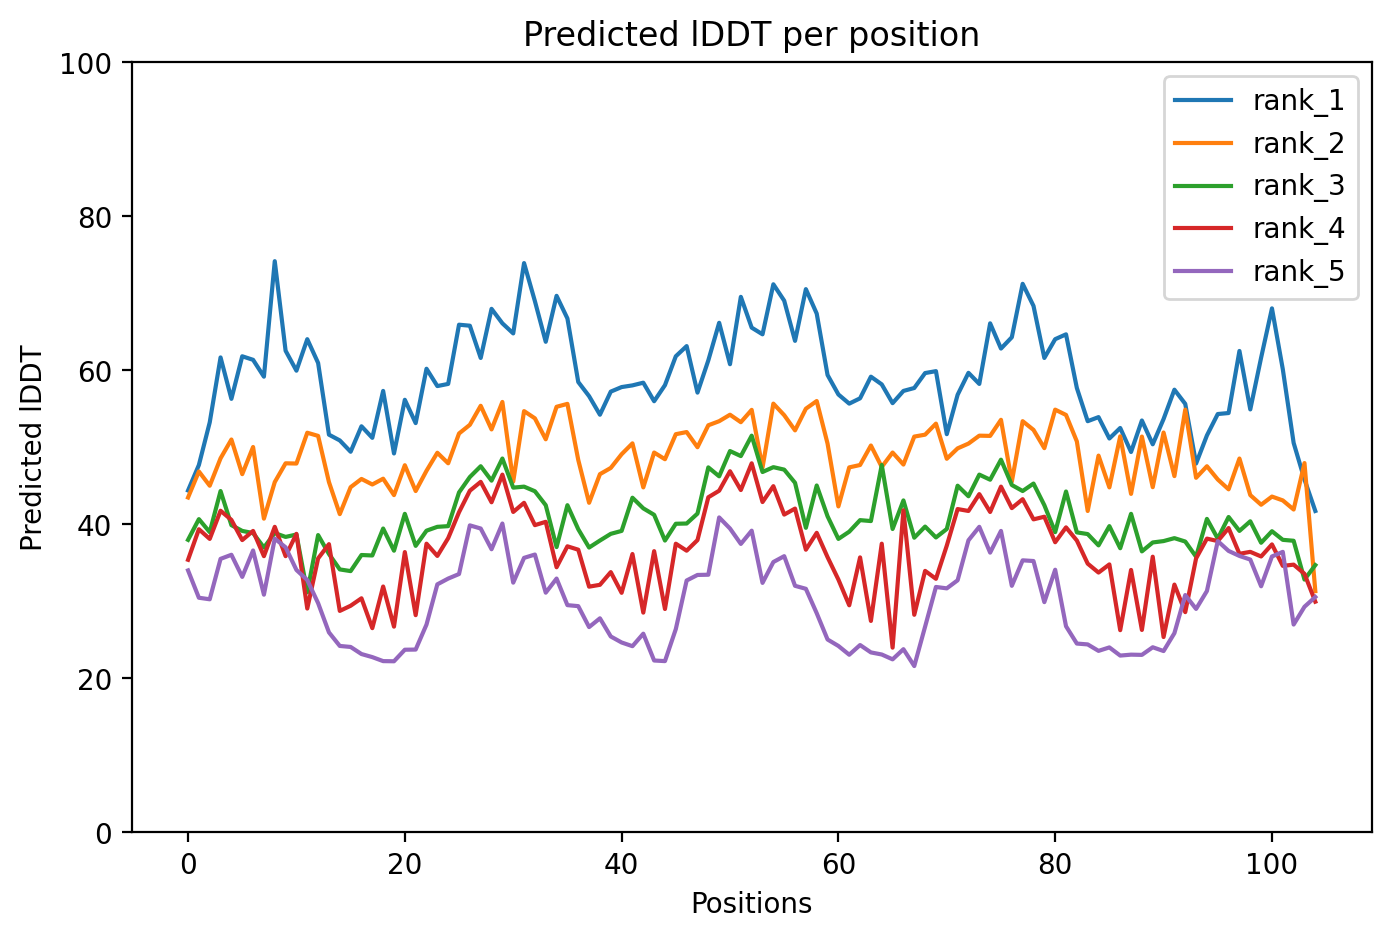 Predicted lDDT per position
100
80
60
40
20
0
Predicted lDDT
rank_1
rank_2
rank_3
rank_4
rank_5
0 20 40 60 80 100
Positions